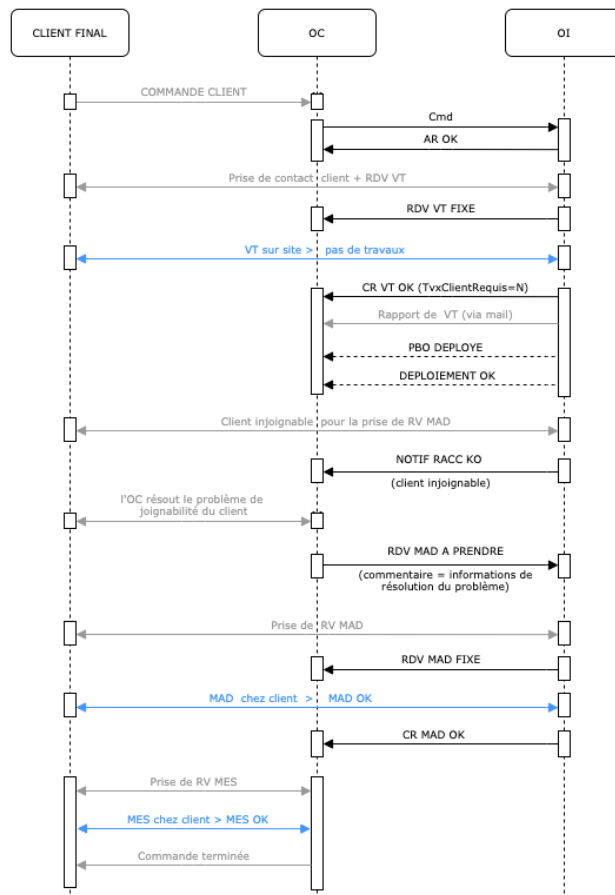 CLIENT FINAL
OC
OI
COMMANDE CLIENT
Cmd
AR OK
Prise de contact client + RDV VT
RDV VT FIXE
VT sur site > pas de travaux
CR VT OK (TvxClientRequis=N)
Rapport de VT (via mail)
PBO DEPLOYE
DEPLOIEMENT OK
Client injoignable pour la prise de RV MAD
NOTIF RACC KO
(client injoignable)
l'OC résout le problème de
joignabilité du client
RDV MAD A PRENDRE
(commentaire = informations de
résolution du problème)
Prise de RV MAD
RDV MAD FIXE
MAD chez client > MAD OK
CR MAD OK
Prise de RV MES
MES chez client > MES OK
Commande terminée